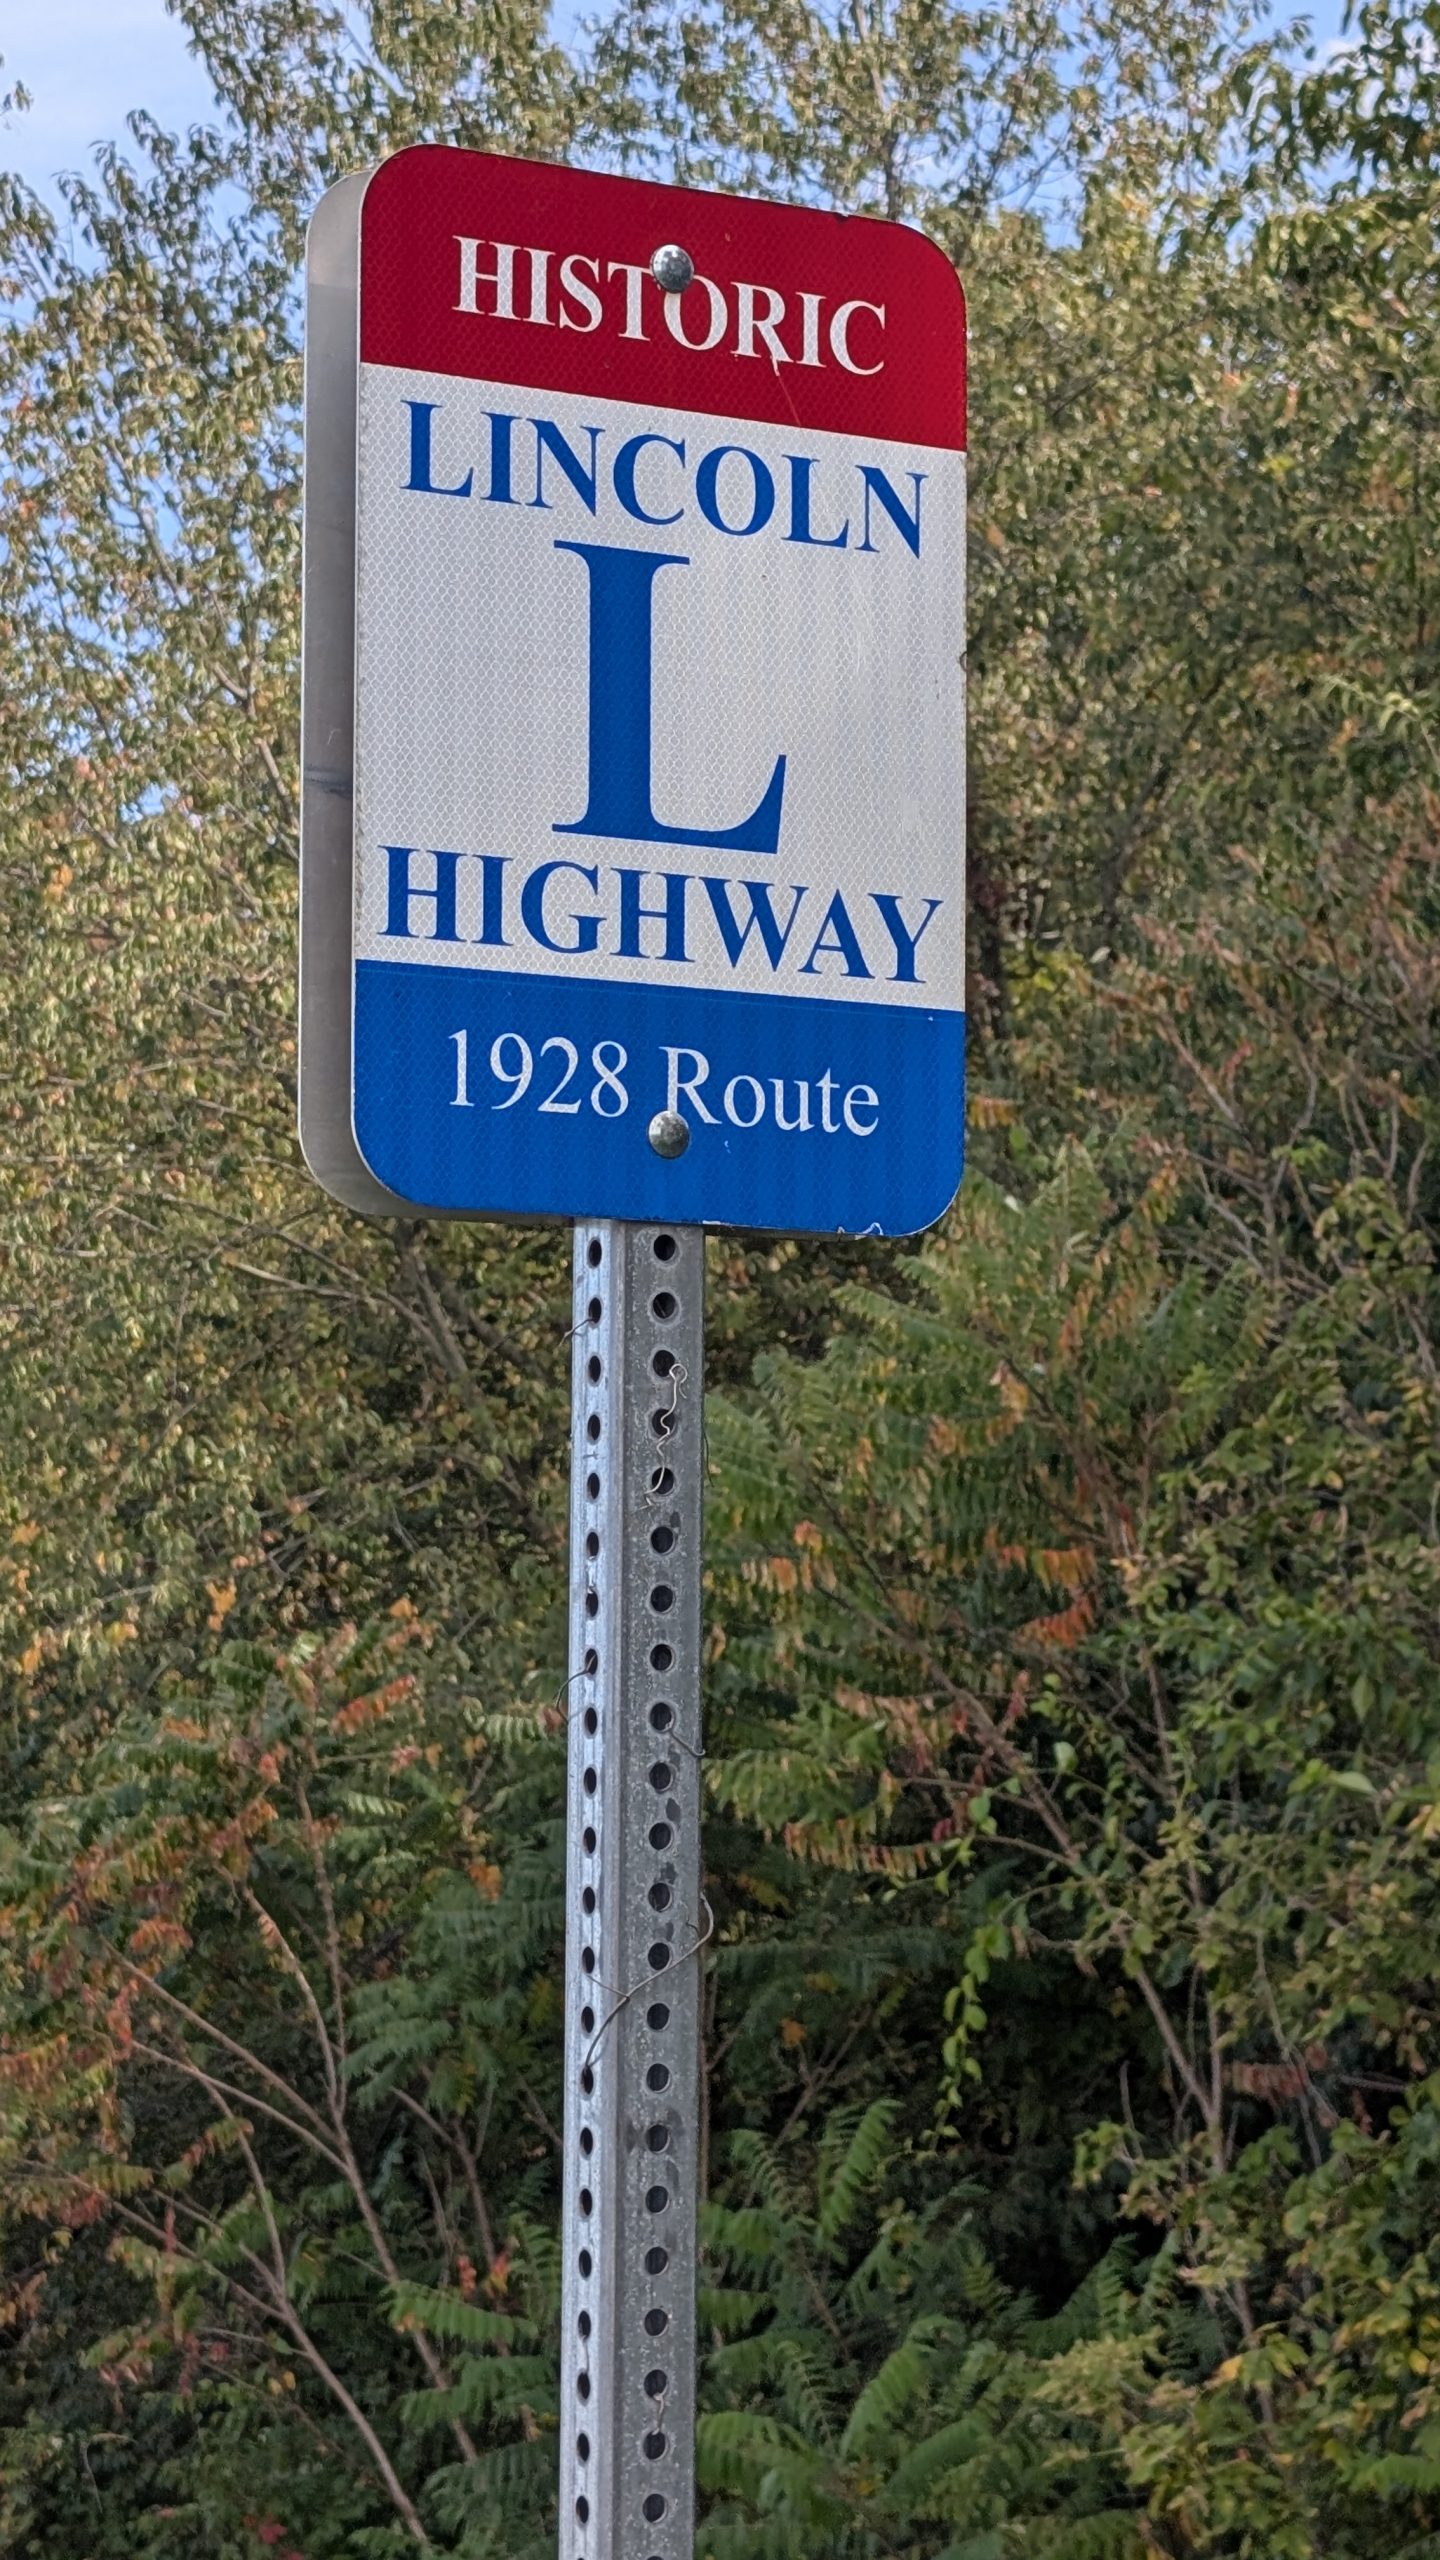 HISTORIC
LINCOLN
L
HIGHWAY
1928 Route